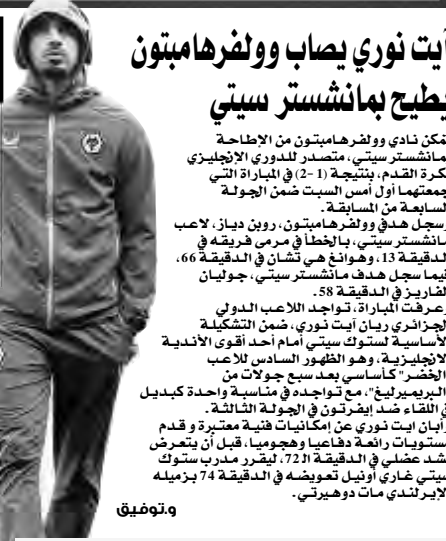 آيت نوري يصاب وولفرهامبتون
يطيح بمانشستر سيتي
تمكن نادي وولفرهامبتون من الإطاحة
بمانشستر سيتي، متصدر للدوري الإنجليزي
لكرة القدم، بنتيجة (1-2) في المباراة التي
جمعتهما أول أمس السبت ضمن الجولة
السابعة من المسابقة.
وسجل هدفي وولفرهامبتون، روبن دياز، لاعب
مانشستر سيتي، بالخطأ في مرمى فريقه في
الدقيقة 13، وهوانغ هي تشان في الدقيقة 66،
فيما سجل هدف مانشستر سيتي، جوليان
ألفاريز في الدقيقة 58.
وعرفت المباراة، تواجد اللاعب الدولي
الجزائري ريان آيت نوري، ضمن التشكيلة
الأساسية لستوك سيتي أمام أحد أقوى الأندية
الإنجليزية، وهو الظهور السادس للاعب
"الخضر" كأساسي بعد سبع جولات من
"البريميرليغ"، مع تواجده في مناسبة واحدة كبديل
في اللقاء ضد إيفرتون في الجولة الثالثة.
وأبان ايت نوري عن إمكانيات فنية معتبرة و قدم
مستويات رائعة دفاعيا وهجوميا، قبل أن يتعرض
لشد عضلي في الدقيقة الـ72، ليقرر مدرب ستوك
سيتي غاري أونيل تعويضه في الدقيقة 74 بزميله
الإيرلندي مات دوهيرتي.
و.توفيق